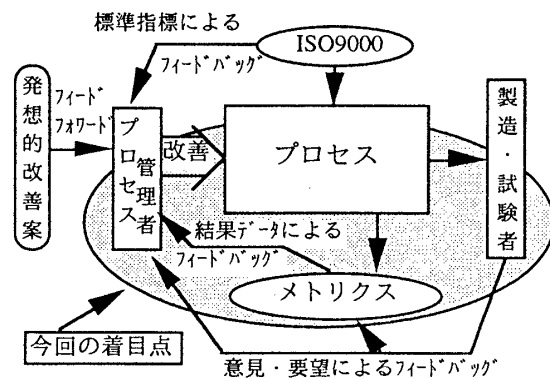 標準指標による
ﾌｨｰﾄﾞﾊﾞｯｸﾞ
ISO9000
発想的改善案
ﾌｨｰﾄﾞ
ﾌｫﾜｰﾄﾞ
プロセス
管理者
改善
プロセス
製造・試験者
結果データによる
ﾌｨｰﾄﾞﾊﾞｯｸﾞ
メトリクス
今回の着目点
意見・要望によるﾌｨｰﾄﾞﾊﾞｯｸﾞ